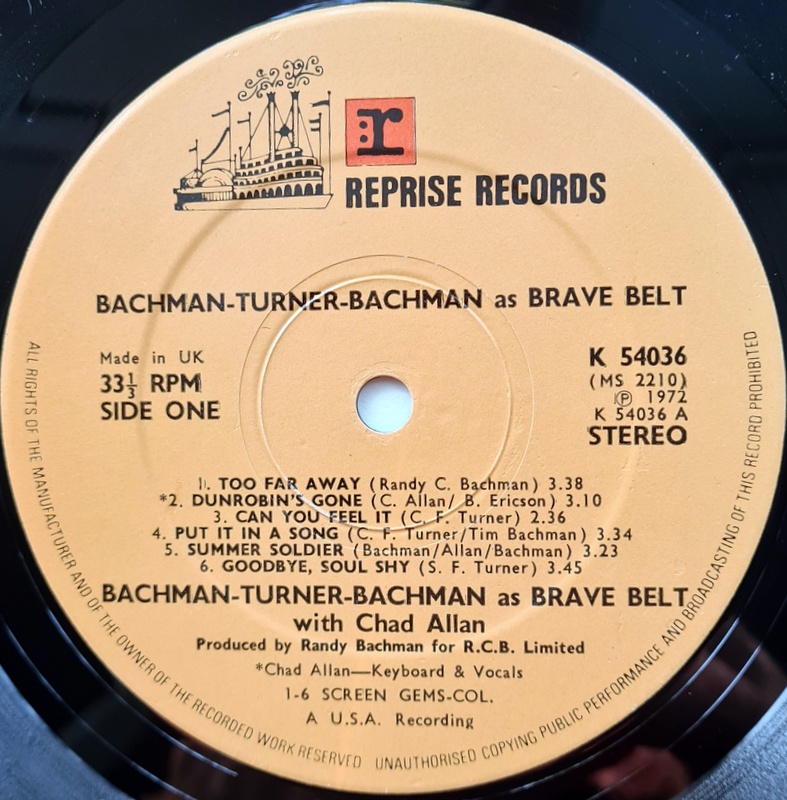 r
REPRISE RECORDS
BACHMAN-TURNER-BACHMAN as BRAVE BELT
Made in UK
33⅓ RPM
SIDE ONE
K 54036
(MS 2210)
Ⓟ 1972
K 54036 A
STEREO
1. TOO FAR AWAY (Randy C. Bachman) 3.38
*2. DUNROBIN'S GONE (C. Allan/ B. Ericson) 3.10
3. CAN YOU FEEL IT (C. F. Turner) 2.36
4. PUT IT IN A SONG (C. F. Turner/Tim Bachman) 3.34
5. SUMMER SOLDIER (Bachman/Allan/Bachman) 3.23
6. GOODBYE, SOUL SHY (S. F. Turner) 3.45
BACHMAN-TURNER-BACHMAN as BRAVE BELT
with Chad Allan
Produced by Randy Bachman for R.C.B. Limited
*Chad Allan—Keyboard & Vocals
1-6 SCREEN GEMS-COL.
A U.S.A. Recording
ALL RIGHTS OF THE MANUFACTURER AND OF THE OWNER OF THE RECORDED WORK RESERVED UNAUTHORISED COPYING PUBLIC PERFORMANCE AND BROADCASTING OF THIS RECORD PROHIBITED